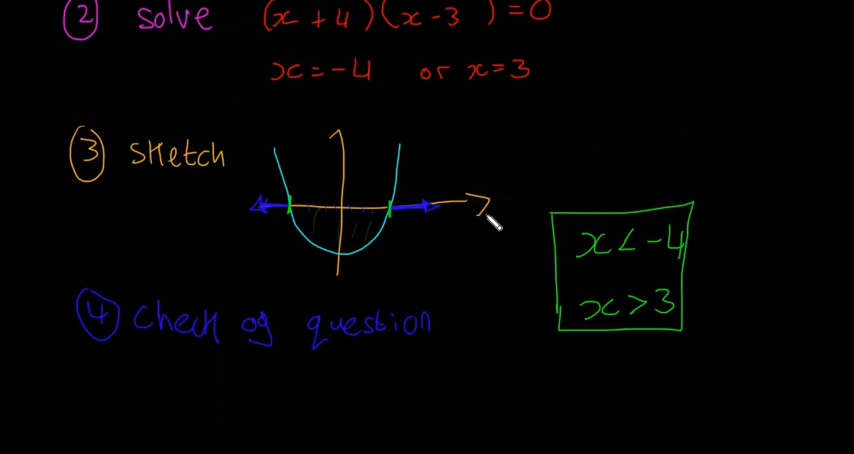 ② solve (x + 4)(x - 3) = 0
x = -4 or x = 3
③ sketch
x < -4
x > 3
④ check og question